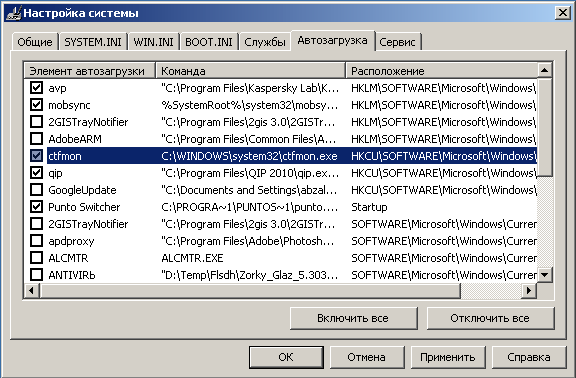 Настройка системы
Общие SYSTEM.INI WIN.INI BOOT.INI Службы Автозагрузка Сервис
Элемент автозагрузки Команда Расположение
avp "C:\Program Files\Kaspersky Lab\K... HKLM\SOFTWARE\Microsoft\Windows\
mobsync %SystemRoot%\system32\mobsy... HKLM\SOFTWARE\Microsoft\Windows\
2GISTrayNotifier "C:\Program Files\2gis 3.0\2GISTr... HKLM\SOFTWARE\Microsoft\Windows\
AdobeARM "C:\Program Files\Common Files\A... HKLM\SOFTWARE\Microsoft\Windows\
ctfmon C:\WINDOWS\system32\ctfmon.exe HKCU\SOFTWARE\Microsoft\Windows\
qip "C:\Program Files\QIP 2010\qip.ex... HKCU\SOFTWARE\Microsoft\Windows\
GoogleUpdate "C:\Documents and Settings\abzal... HKCU\SOFTWARE\Microsoft\Windows\
Punto Switcher C:\PROGRA~1\PUNTOS~1\punto.... Startup
2GISTrayNotifier "C:\Program Files\2gis 3.0\2GISTr... SOFTWARE\Microsoft\Windows\Curren
apdproxy "C:\Program Files\Adobe\Photosh... SOFTWARE\Microsoft\Windows\Curren
ALCMTR ALCMTR.EXE SOFTWARE\Microsoft\Windows\Curren
ANTIVIRb "D:\Temp\Flsdh\Zorky_Glaz_5.303... SOFTWARE\Microsoft\Windows\Curren
Включить все Отключить все
OK Отмена Применить Справка